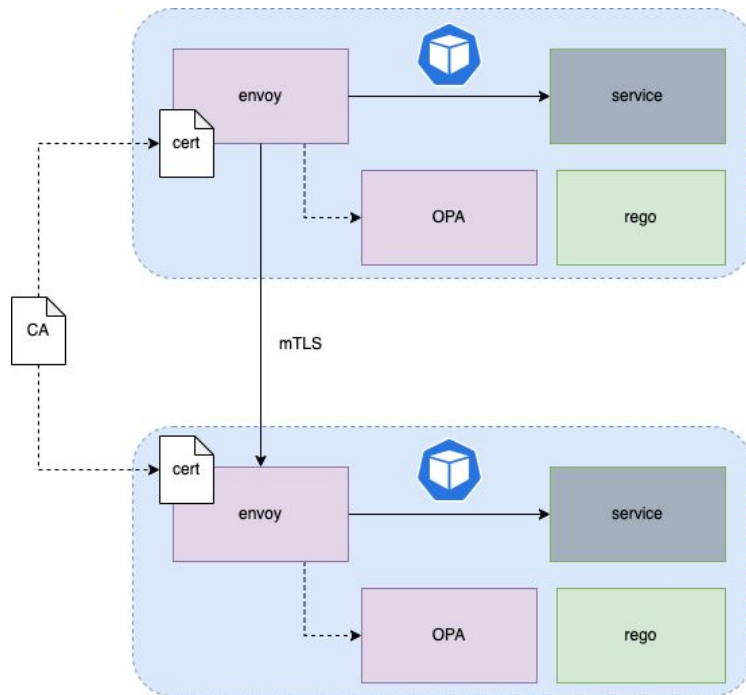 envoy
service
cert
OPA
rego
CA
mTLS
cert
envoy
service
OPA
rego